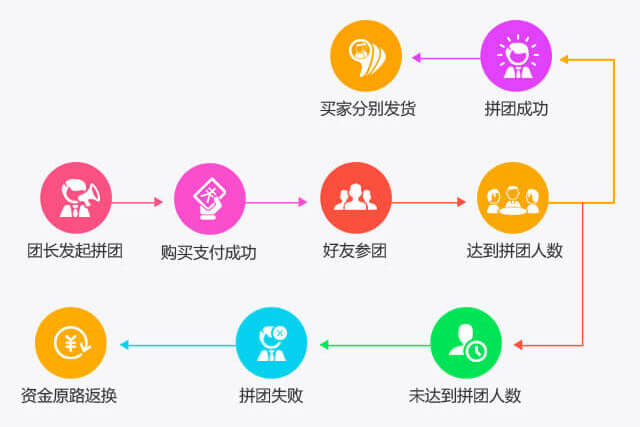 买家分别发货
拼团成功
团长发起拼团
购买支付成功
好友参团
达到拼团人数
资金原路返换
拼团失败
未达到拼团人数